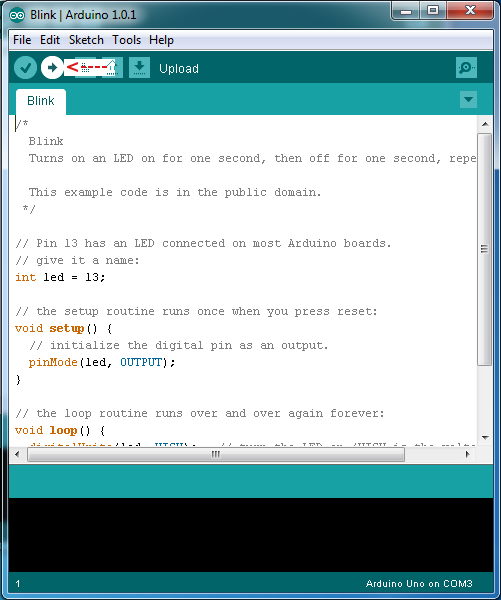 Blink | Arduino 1.0.1
File Edit Sketch Tools Help
Upload
Blink
/*
Blink
Turns on an LED on for one second, then off for one second, repe
This example code is in the public domain.
*/
// Pin 13 has an LED connected on most Arduino boards.
// give it a name:
int led = 13;
// the setup routine runs once when you press reset:
void setup() {
// initialize the digital pin as an output.
pinMode(led, OUTPUT);
}
// the loop routine runs over and over again forever:
void loop() {
digitalWrite(led, HIGH); // turn the LED on (HIGH is the volta
1
Arduino Uno on COM3